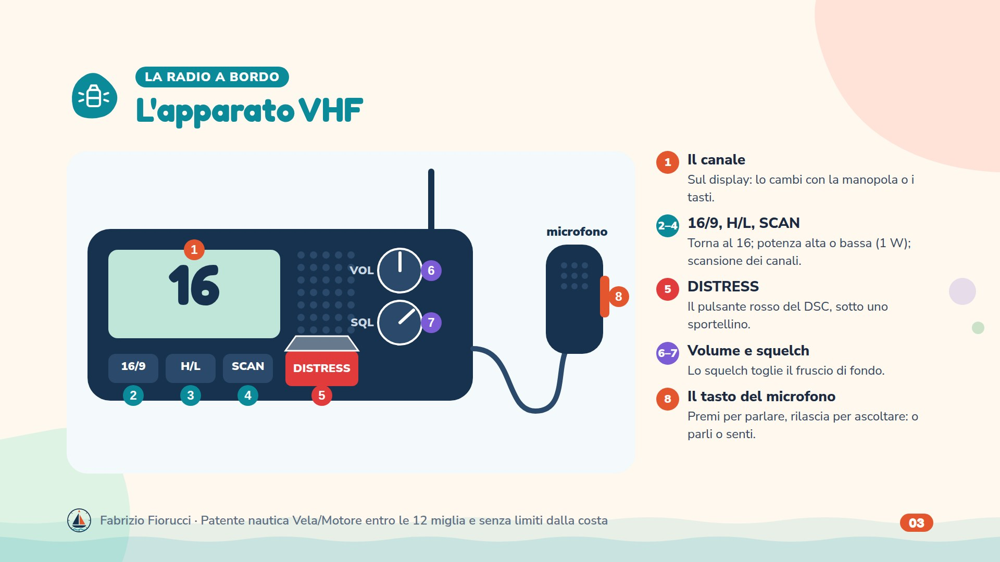 LA RADIO A BORDO
L'apparato VHF
1
16
VOL
6
SQL
7
16/9
H/L
SCAN
DISTRESS
2
3
4
5
microfono
8
1
Il canale
Sul display: lo cambi con la manopola o i
tasti.
2–4
16/9, H/L, SCAN
Torna al 16; potenza alta o bassa (1 W);
scansione dei canali.
5
DISTRESS
Il pulsante rosso del DSC, sotto uno
sportellino.
6–7
Volume e squelch
Lo squelch toglie il fruscio di fondo.
8
Il tasto del microfono
Premi per parlare, rilascia per ascoltare: o
parli o senti.
Fabrizio Fiorucci · Patente nautica Vela/Motore entro le 12 miglia e senza limiti dalla costa
03